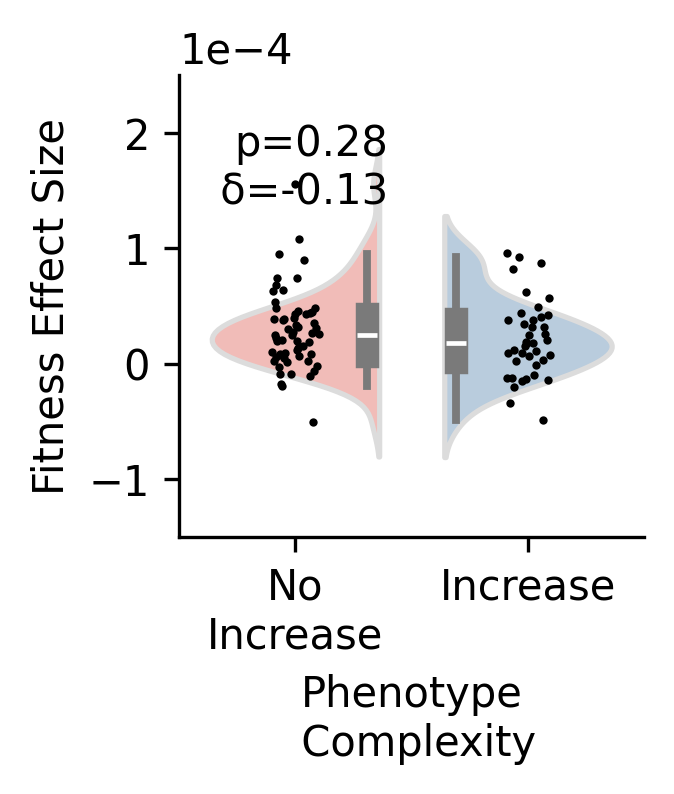 1e−4
Fitness Effect Size
2
1
0
−1
p=0.28
δ=-0.13
No
Increase
Increase
Phenotype
Complexity